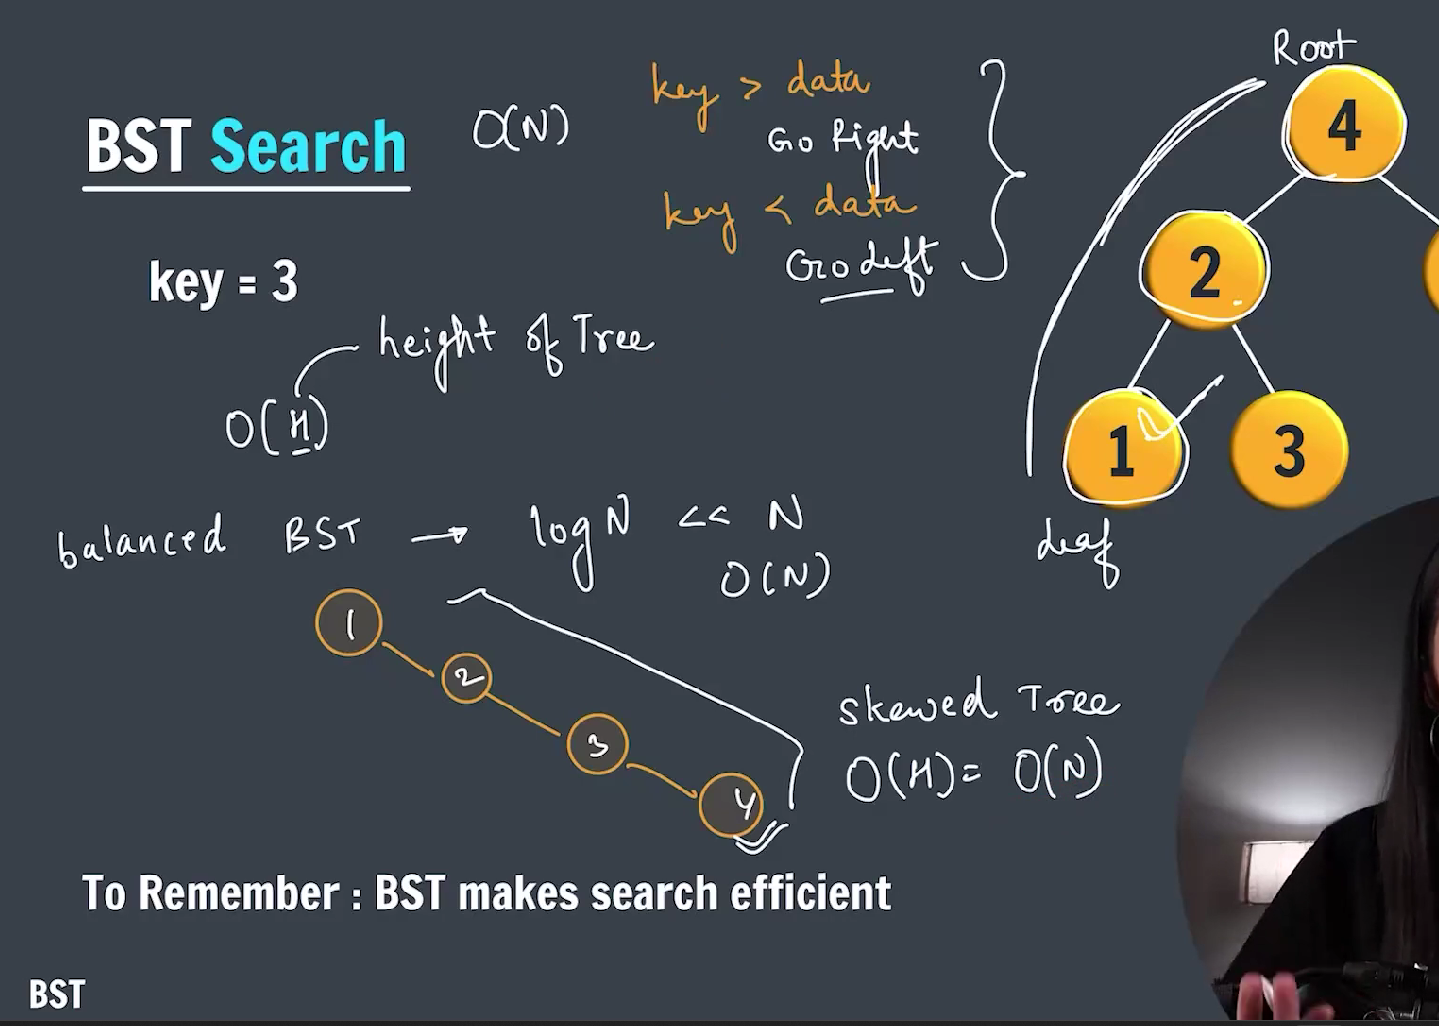 Root
key > data
Go Right
BST Search
O(N)
key < data
Go Left
key = 3
height of Tree
O(H)
4
2
1
3
Leaf
balanced BST → log N << N
O(N)
1
2
3
4
skewed Tree
O(H) = O(N)
To Remember : BST makes search efficient
BST